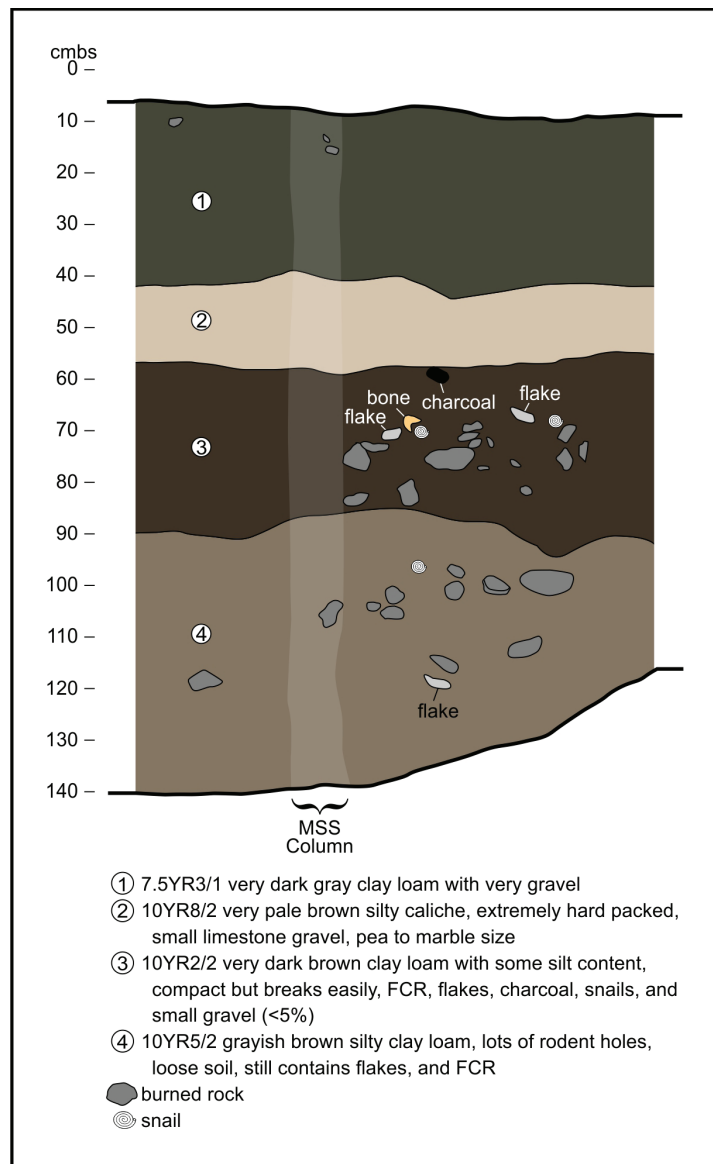 cmbs
0 –
10 –
20 –
30 –
40 –
50 –
60 –
70 –
80 –
90 –
100 –
110 –
120 –
130 –
140 –
1
2
3
4
bone
flake
charcoal
flake
flake
MSS
Column
1 7.5YR3/1 very dark gray clay loam with very gravel
2 10YR8/2 very pale brown silty caliche, extremely hard packed,
small limestone gravel, pea to marble size
3 10YR2/2 very dark brown clay loam with some silt content,
compact but breaks easily, FCR, flakes, charcoal, snails, and
small gravel (<5%)
4 10YR5/2 grayish brown silty clay loam, lots of rodent holes,
loose soil, still contains flakes, and FCR
burned rock
snail